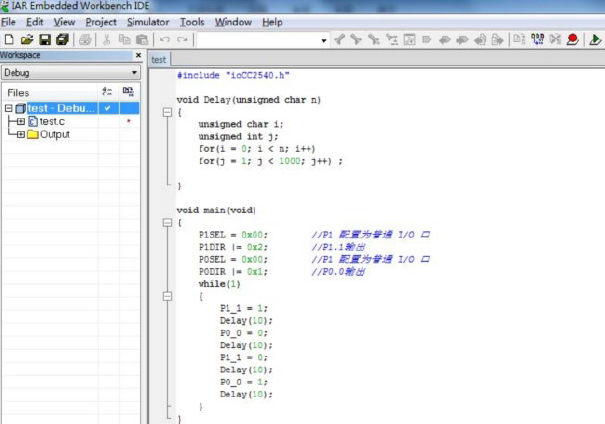 IAR Embedded Workbench IDE
File Edit View Project Simulator Tools Window Help
Workspace
test
Debug
Files
test - Debu...
test.c
Output
#include "ioCC2540.h"
void Delay(unsigned char n)
{
unsigned char i;
unsigned int j;
for(i = 0; i < n; i++)
for(j = 1; j < 1000; j++) ;
}
void main(void)
{
P1SEL = 0x00; //P1 配置为普通 I/O 口
P1DIR |= 0x2; //P1.1输出
P0SEL = 0x00; //P1 配置为普通 I/O 口
P0DIR |= 0x1; //P0.0输出
while(1)
{
P1_1 = 1;
Delay(10);
P0_0 = 0;
Delay(10);
P1_1 = 0;
Delay(10);
P0_0 = 1;
Delay(10);
}
}